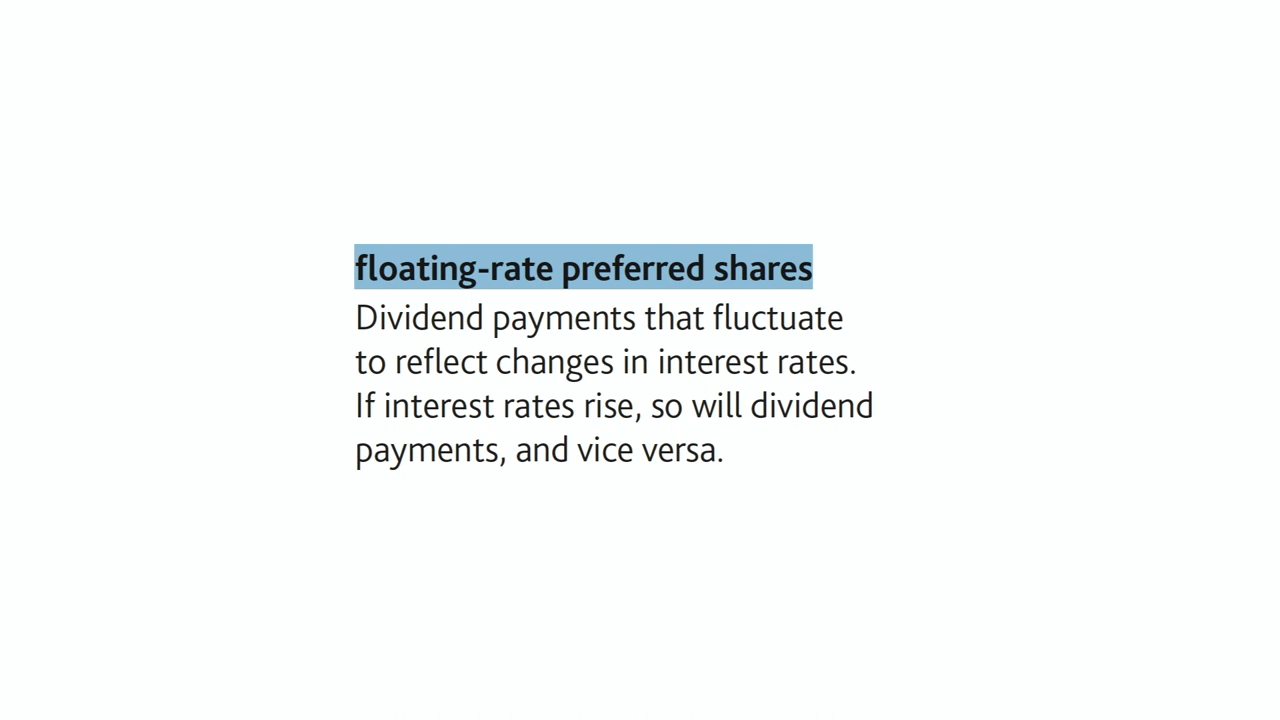 floating-rate preferred shares
Dividend payments that fluctuate
to reflect changes in interest rates.
If interest rates rise, so will dividend
payments, and vice versa.